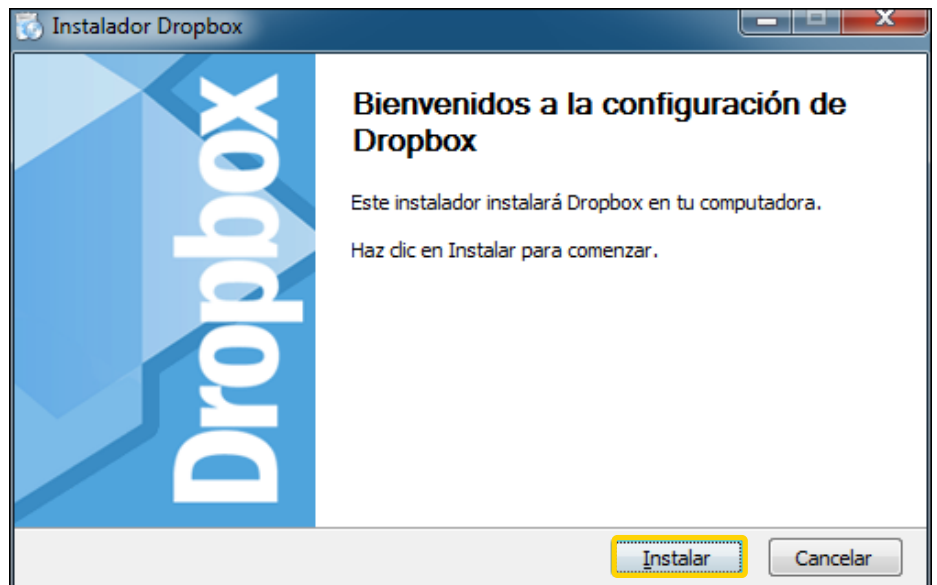 Instalador Dropbox
Dropbox
Bienvenidos a la configuración de
Dropbox
Este instalador instalará Dropbox en tu computadora.
Haz clic en Instalar para comenzar.
Instalar
Cancelar